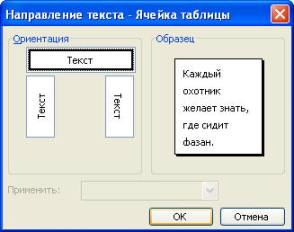 Направление текста - Ячейка таблицы
Ориентация
Образец
Текст
Текст
Текст
Каждый
охотник
желает знать,
где сидит
фазан.
Применить:
ОК
Отмена